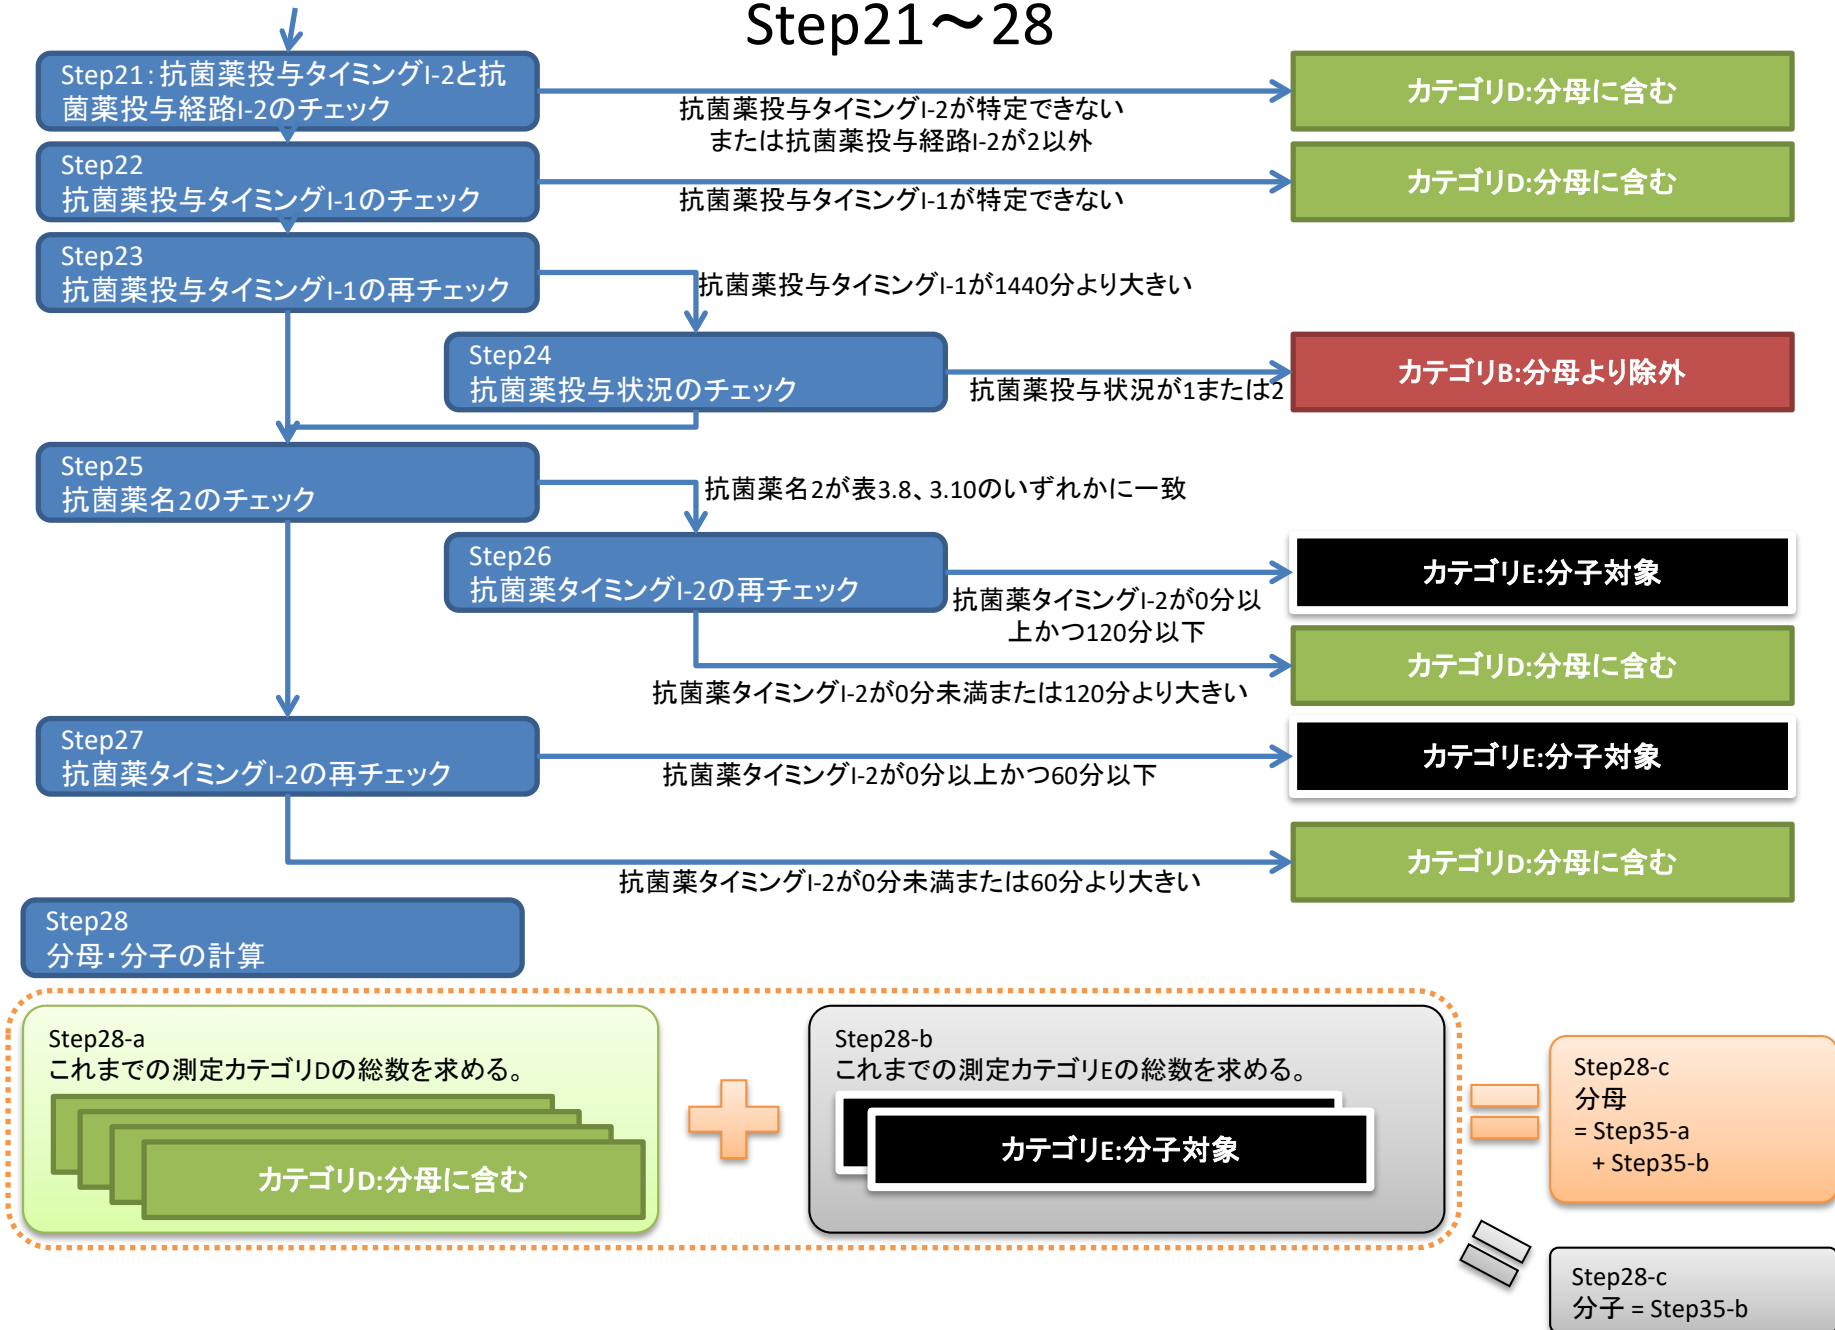 Step21～28
Step21：抗菌薬投与タイミングI-2と抗
菌薬投与経路I-2のチェック
抗菌薬投与タイミングI-2が特定できない
または抗菌薬投与経路I-2が2以外
カテゴリD:分母に含む
Step22
抗菌薬投与タイミングI-1のチェック
抗菌薬投与タイミングI-1が特定できない
カテゴリD:分母に含む
Step23
抗菌薬投与タイミングI-1の再チェック
抗菌薬投与タイミングI-1が1440分より大きい
Step24
抗菌薬投与状況のチェック
抗菌薬投与状況が1または2
カテゴリB:分母より除外
Step25
抗菌薬名2のチェック
抗菌薬名2が表3.8、3.10のいずれかに一致
Step26
抗菌薬タイミングI-2の再チェック
抗菌薬タイミングI-2が0分以
上かつ120分以下
カテゴリE:分子対象
抗菌薬タイミングI-2が0分未満または120分より大きい
カテゴリD:分母に含む
Step27
抗菌薬タイミングI-2の再チェック
抗菌薬タイミングI-2が0分以上かつ60分以下
カテゴリE:分子対象
抗菌薬タイミングI-2が0分未満または60分より大きい
カテゴリD:分母に含む
Step28
分母・分子の計算
Step28-a
これまでの測定カテゴリDの総数を求める。
カテゴリD:分母に含む
Step28-b
これまでの測定カテゴリEの総数を求める。
カテゴリE:分子対象
Step28-c
分母
= Step35-a
+ Step35-b
Step28-c
分子 = Step35-b